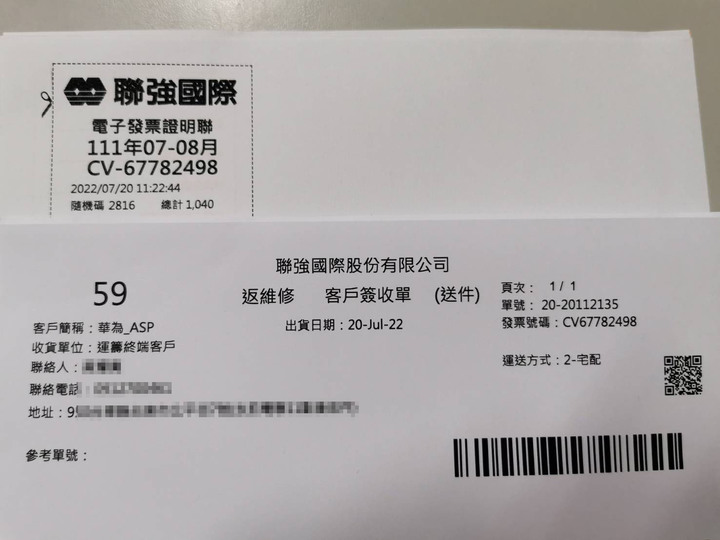 聯強國際
電子發票證明聯
111年07-08月
CV-67782498
2022/07/20 11:22:44
隨機碼 2816 總計 1,040
聯強國際股份有限公司
59 返維修 客戶簽收單 (送件)
出貨日期：20-Jul-22
頁次： 1 / 1
單號： 20-20112135
發票號碼：CV67782498
運送方式：2-宅配
客戶簡稱：華為_ASP
收貨單位：運籌終端客戶
聯絡人：
聯絡電話
地址：9
參考單號：